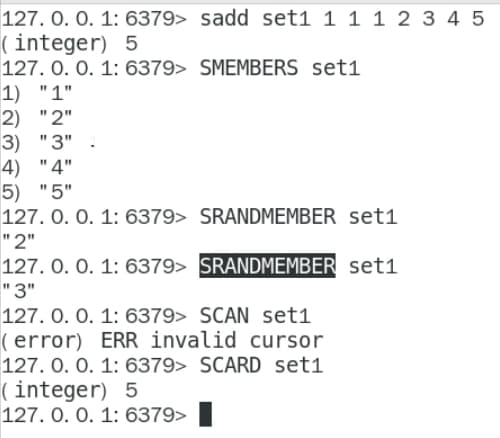 127.0.0.1:6379> sadd set1 1 1 1 2 3 4 5
(integer) 5
127.0.0.1:6379> SMEMBERS set1
1) "1"
2) "2"
3) "3"
4) "4"
5) "5"
127.0.0.1:6379> SRANDMEMBER set1
"2"
127.0.0.1:6379> SRANDMEMBER set1
"3"
127.0.0.1:6379> SCAN set1
(error) ERR invalid cursor
127.0.0.1:6379> SCARD set1
(integer) 5
127.0.0.1:6379>